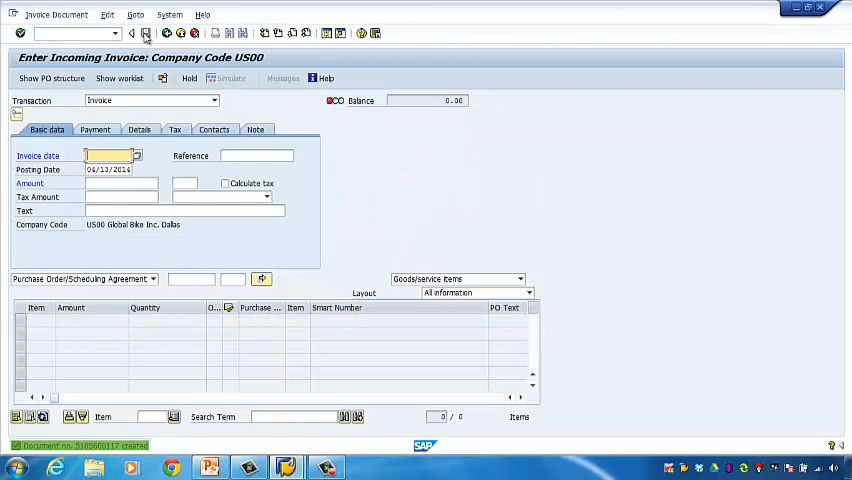 Invoice Document Edit Goto System Help
Enter Incoming Invoice: Company Code US00
Show PO structure Show worklist Hold Simulate Messages Help
Transaction Invoice Balance 0.00
Basic data Payment Details Tax Contacts Note
Invoice date Reference
Posting Date 04/13/2014
Amount Calculate tax
Tax Amount
Text
Company Code US00 Global Bike Inc. Dallas
Purchase Order/Scheduling Agreement Goods/service items
Layout All information
Item Amount Quantity O... Purchase ... Item Smart Number PO Text
Item Search Term 0 / 0 Items
Document no. 5105600117 created SAP